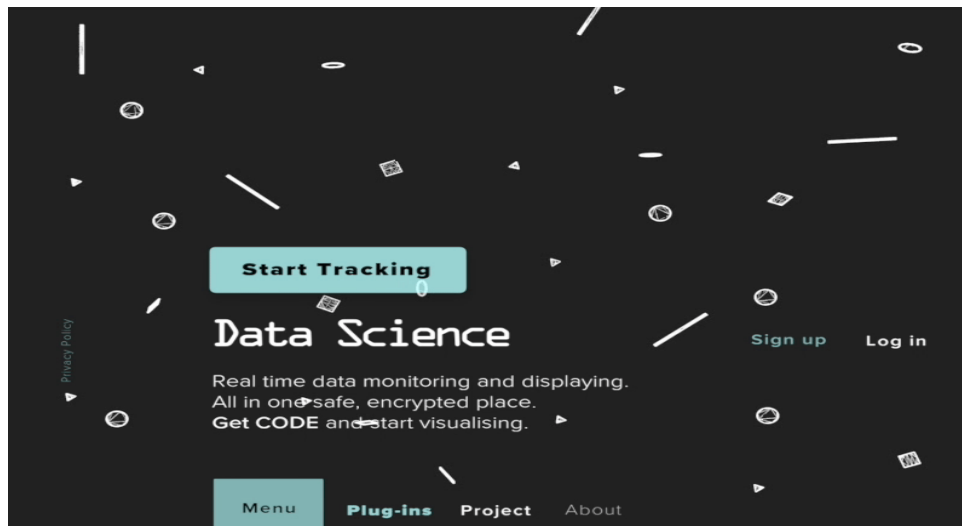 Start Tracking
Data Science
Sign up
Log in
Privacy Policy
Real time data monitoring and displaying.
All in one safe, encrypted place.
Get CODE and start visualising.
Menu
Plug-ins
Project
About